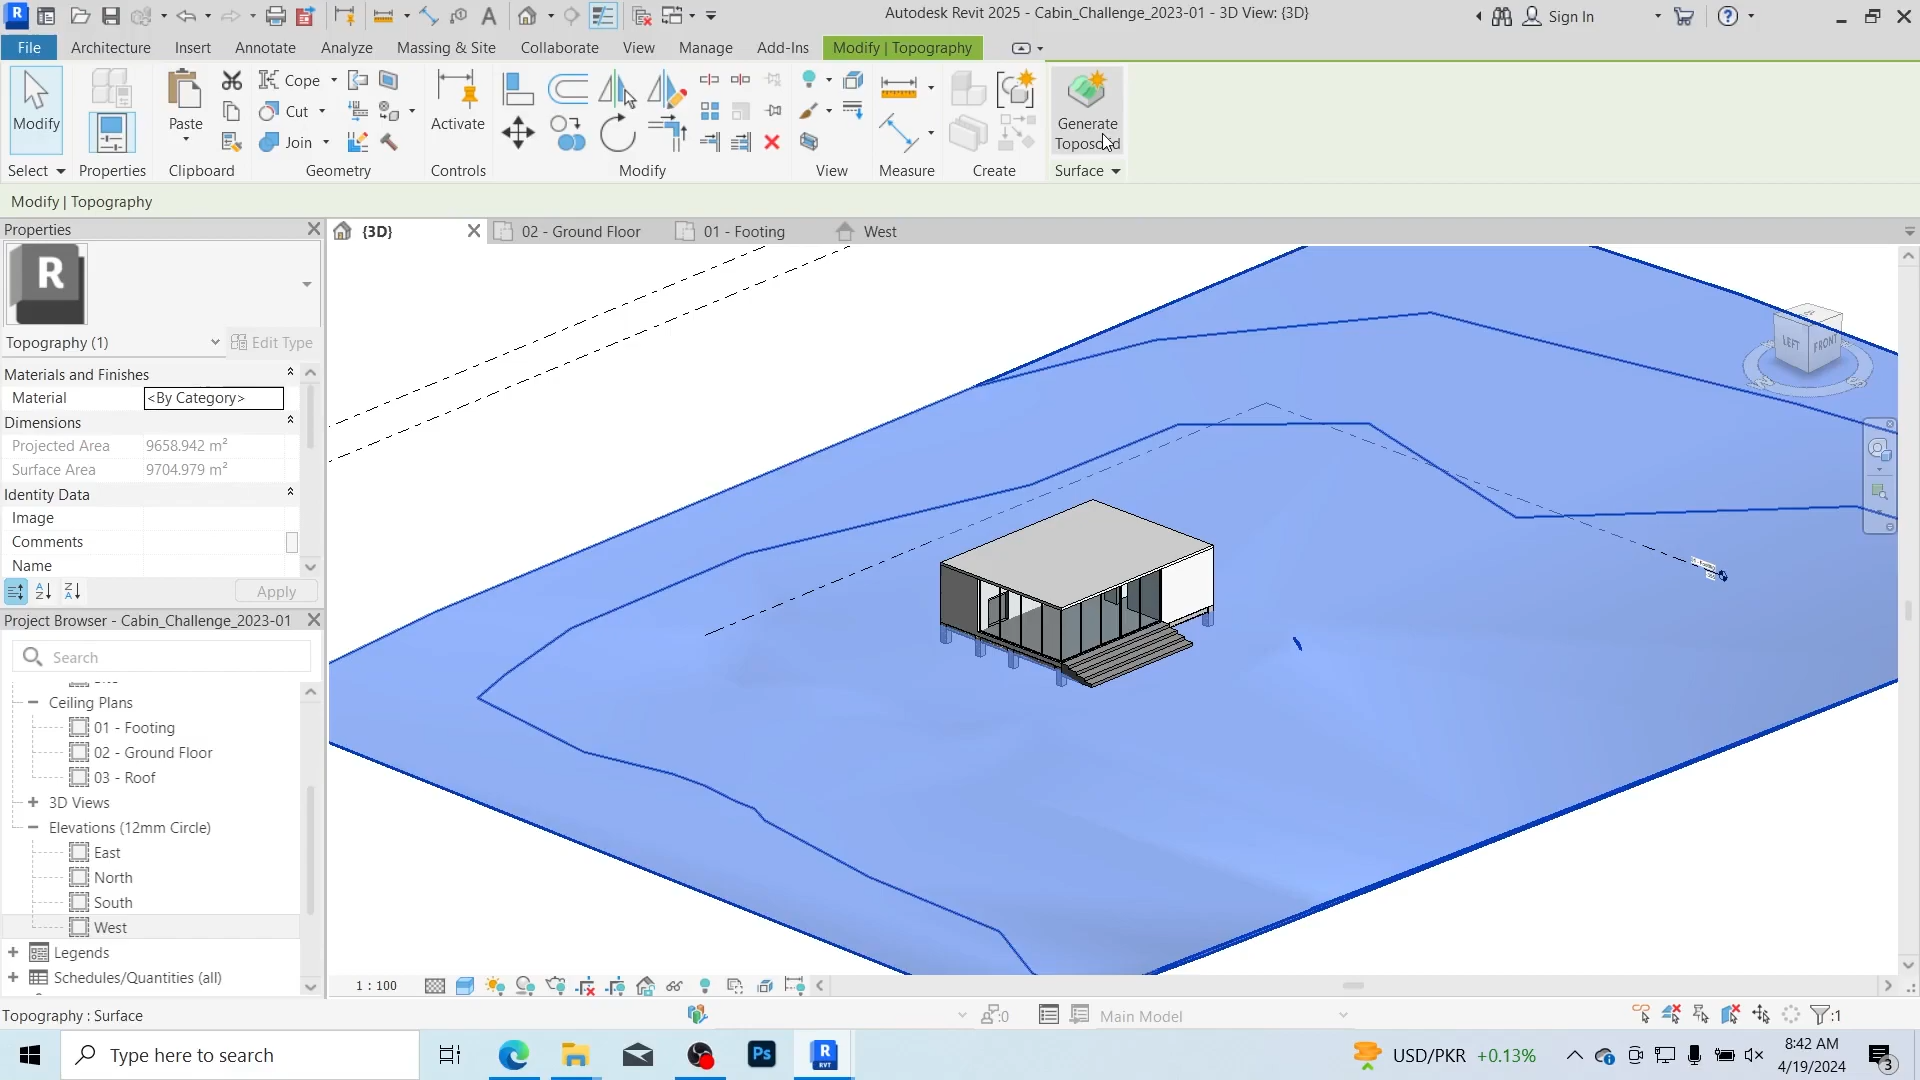 Autodesk Revit 2025 - Cabin_Challenge_2023-01 - 3D View: {3D}
Sign In
File
Architecture
Insert
Annotate
Analyze
Massing & Site
Collaborate
View
Manage
Add-Ins
Modify | Topography
Modify
Paste
Cope
Cut
Join
Activate
Generate
Toposolid
Select
Properties
Clipboard
Geometry
Controls
Modify
View
Measure
Create
Surface
Modify | Topography
Properties
{3D}
02 - Ground Floor
01 - Footing
West
R
Topography (1)
Edit Type
Materials and Finishes
Material
<By Category>
Dimensions
Projected Area
9658.942 m²
Surface Area
9704.979 m²
Identity Data
Image
Comments
Name
Apply
LEFT
FRONT
Project Browser - Cabin_Challenge_2023-01
Search
Ceiling Plans
01 - Footing
02 - Ground Floor
03 - Roof
3D Views
Elevations (12mm Circle)
East
North
South
West
Legends
Schedules/Quantities (all)
1 : 100
Topography : Surface
:0
Main Model
:1
Type here to search
Ps
R
RVT
USD/PKR +0.13%
8:42 AM
4/19/2024
3